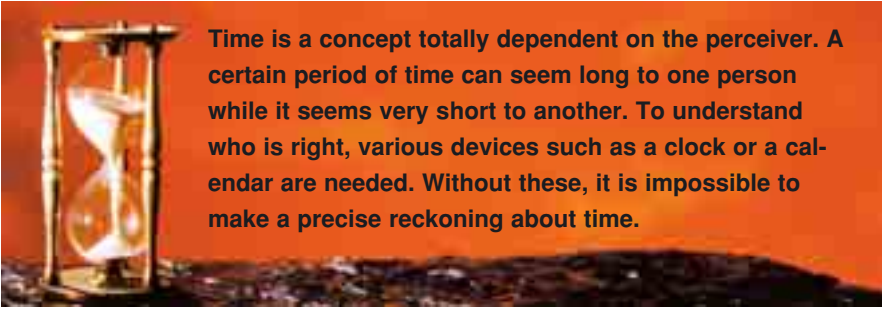 Time is a concept totally dependent on the perceiver. A
certain period of time can seem long to one person
while it seems very short to another. To understand
who is right, various devices such as a clock or a cal-
endar are needed. Without these, it is impossible to
make a precise reckoning about time.